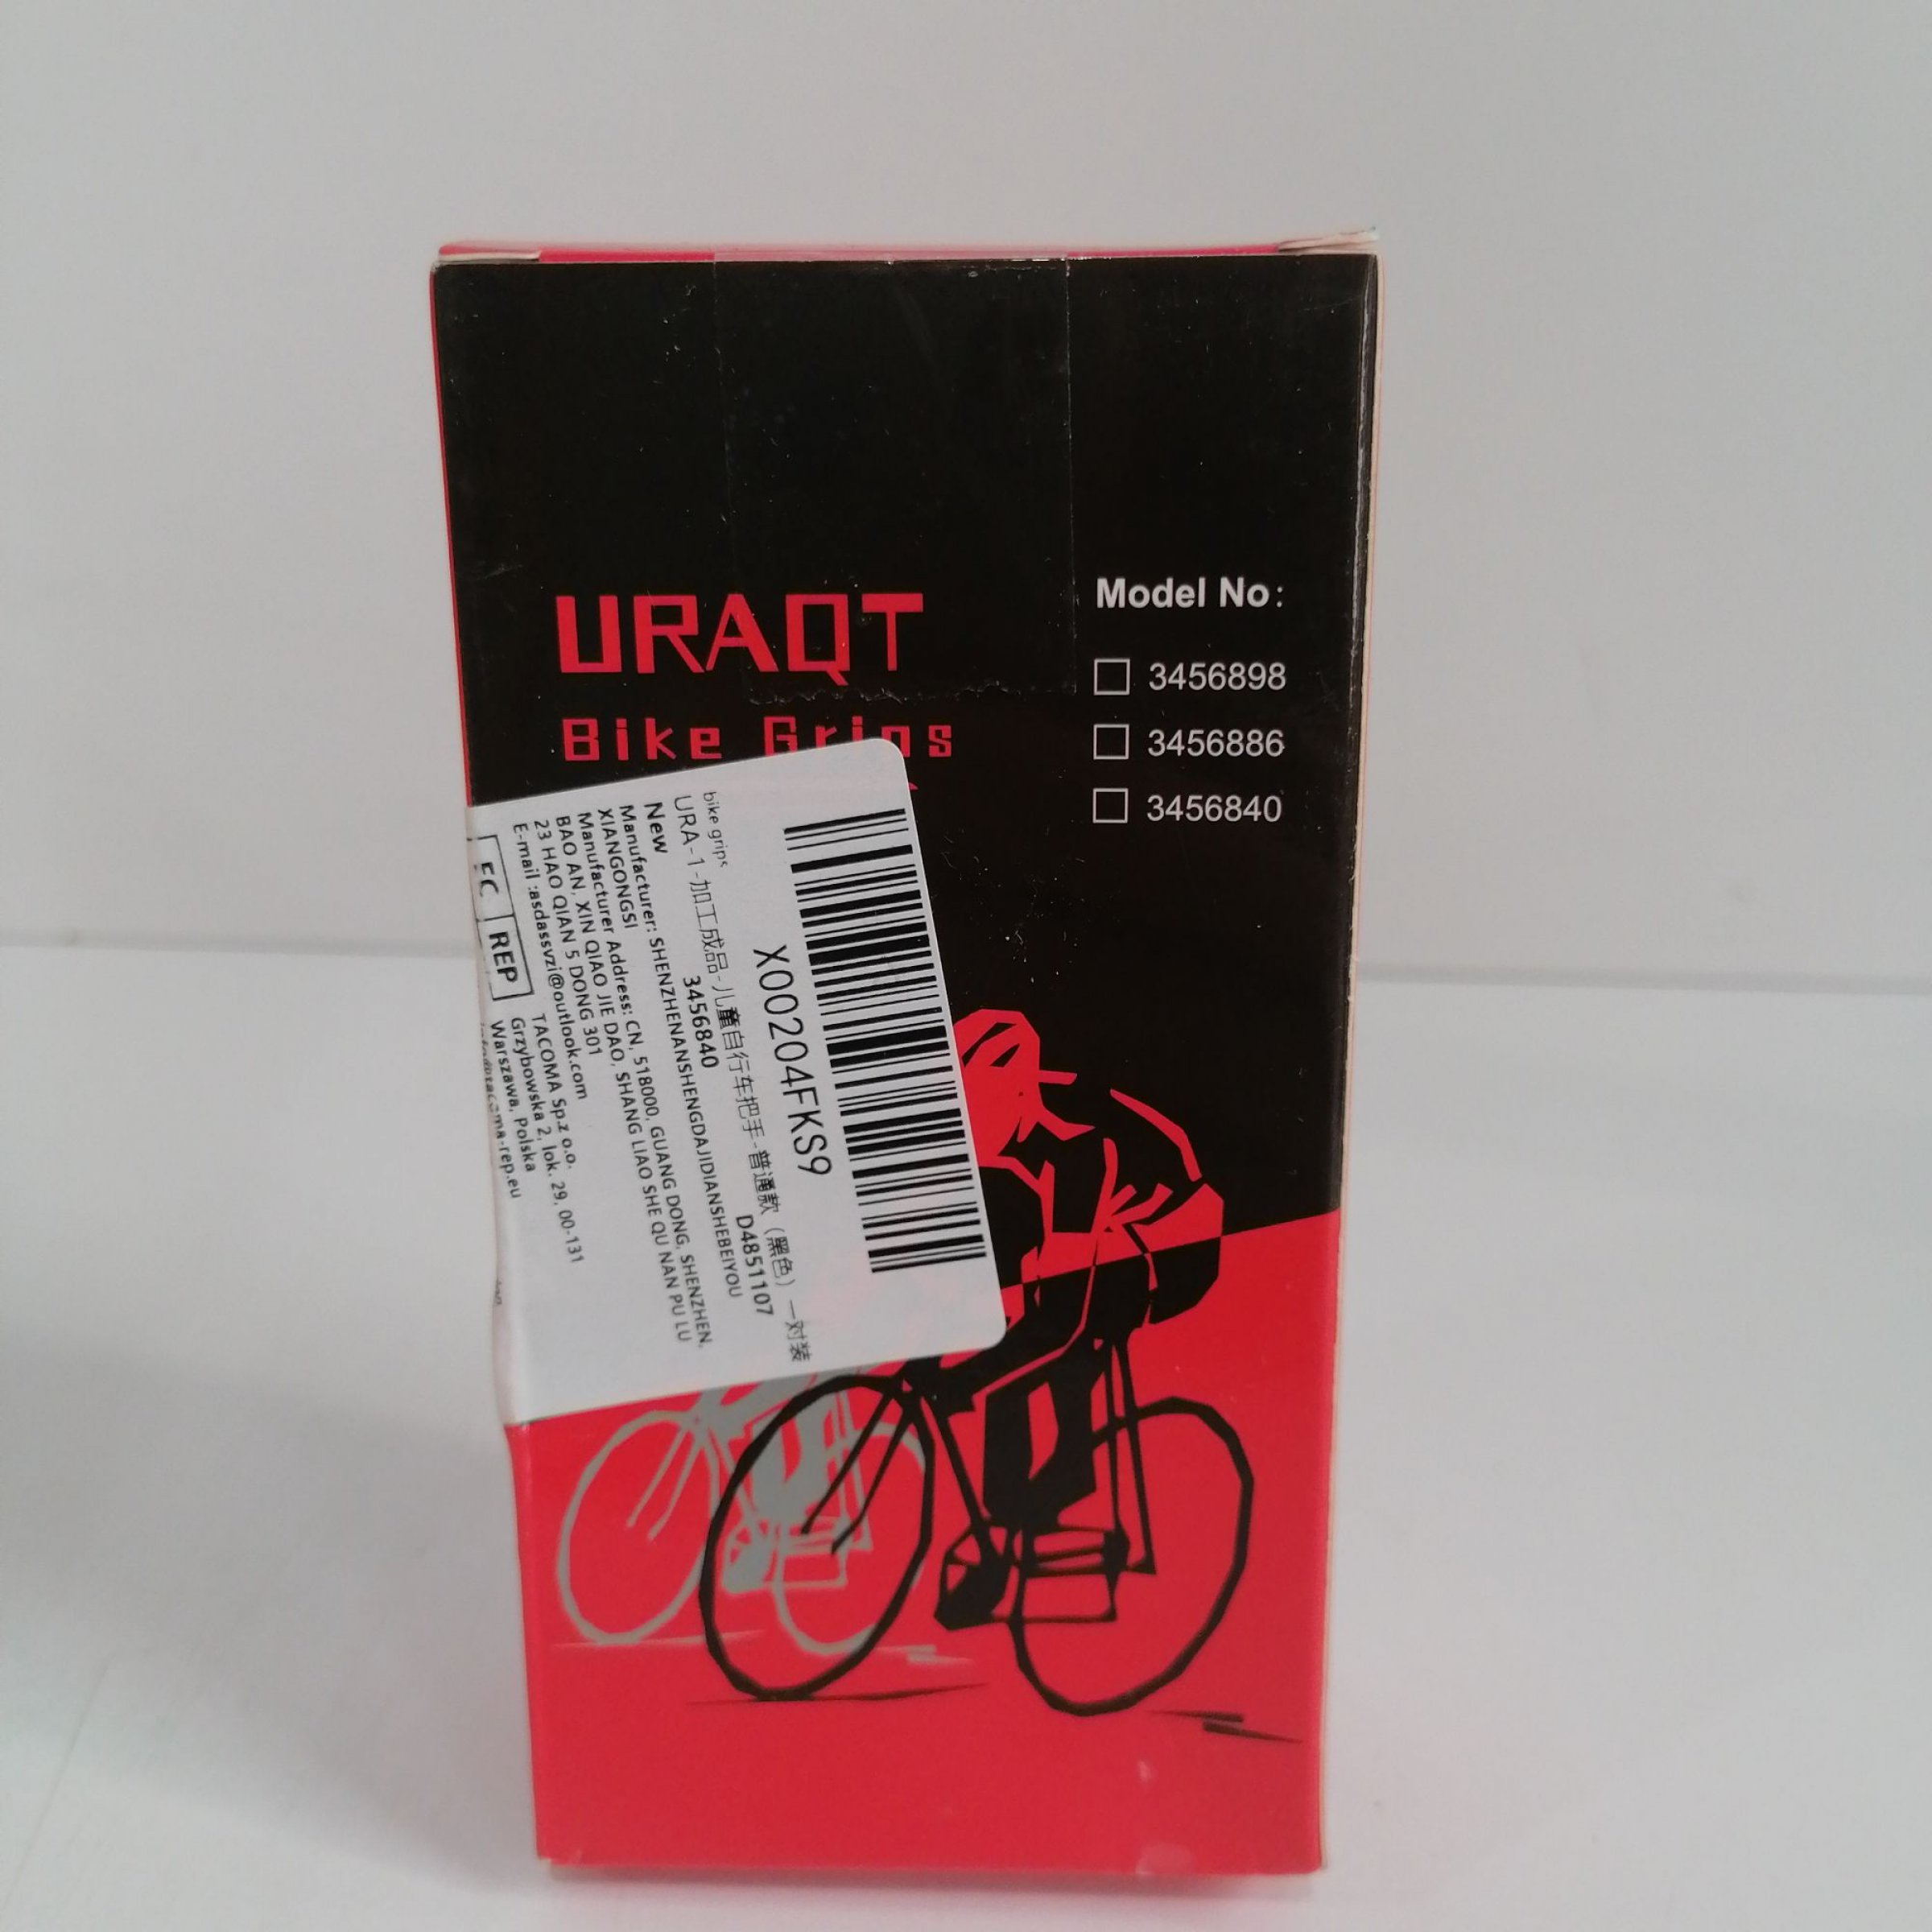 URAQT
Bike Grips
Model No:
3456898
3456886
3456840
X00204FKS9
bike grips
URA-1-加工成品-儿童自行车把手-普通款（黑色）一对装
New 3456840 D4851107
Manufacturer: SHENZHENANSHENGDAJIDIANSHEBEIYOU
XIANGONGSI
Manufacturer Address: CN, 518000, GUANG DONG, SHENZHEN,
BAO AN, XIN QIAO JIE DAO, SHANG LIAO SHE QU NAN PU LU
23 HAO QIAN 5 DONG 301
E-mail :asdassvzi@outlook.com
EC REP
TACOMA Sp.z o.o.
Grzybowska 2, lok. 29, 00-131
Warszawa, Polska